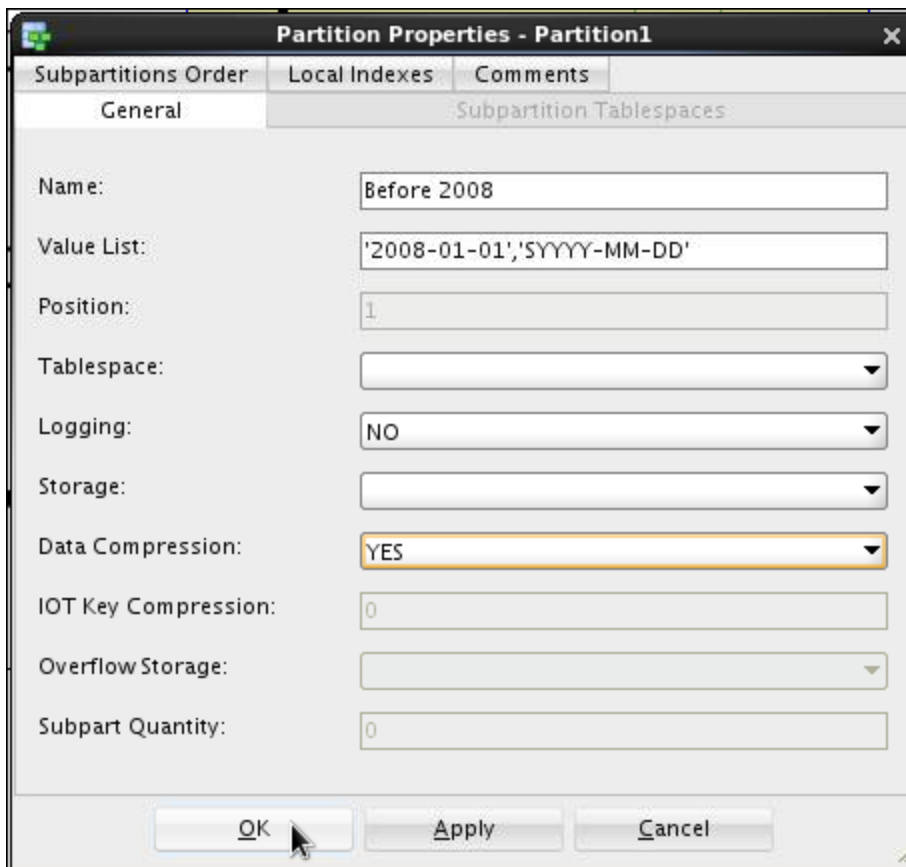 Partition Properties - Partition1
Subpartitions Order Local Indexes Comments
General Subpartition Tablespaces
Name: Before 2008
Value List: '2008-01-01','SYYYY-MM-DD'
Position: 1
Tablespace:
Logging: NO
Storage:
Data Compression: YES
IOT Key Compression: 0
Overflow Storage:
Subpart Quantity: 0
OK Apply Cancel